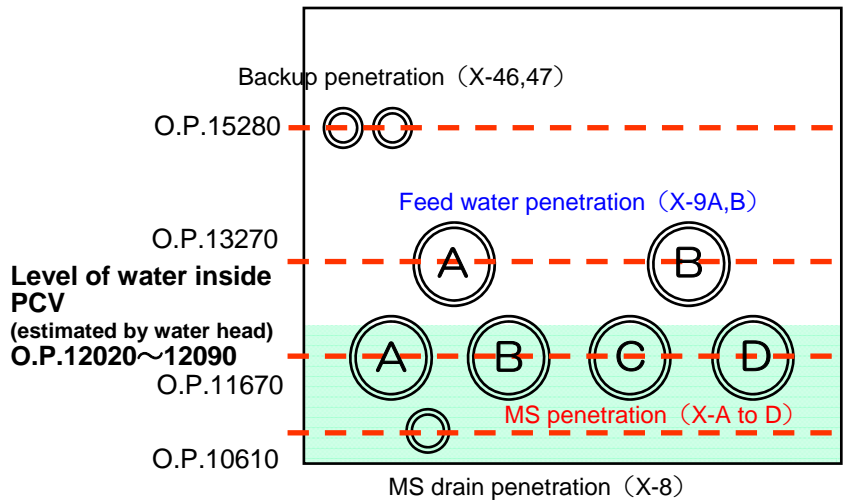 Backup penetration（X-46,47）
O.P.15280
Feed water penetration（X-9A,B）
O.P.13270
A B
Level of water inside
PCV
(estimated by water head)
O.P.12020～12090
A B C D
O.P.11670
MS penetration（X-A to D）
O.P.10610
MS drain penetration（X-8）